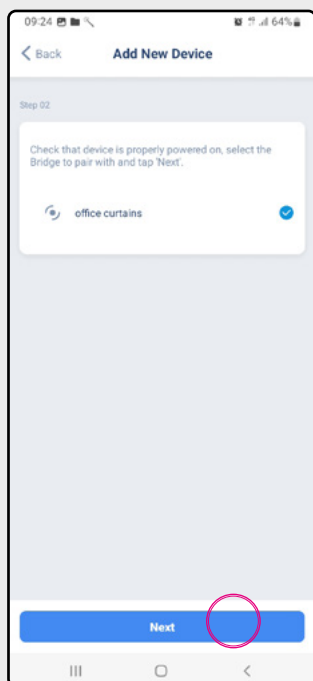 09:24 64%
Back Add New Device
Step 02
Check that device is properly powered on, select the
Bridge to pair with and tap 'Next'.
office curtains
Next